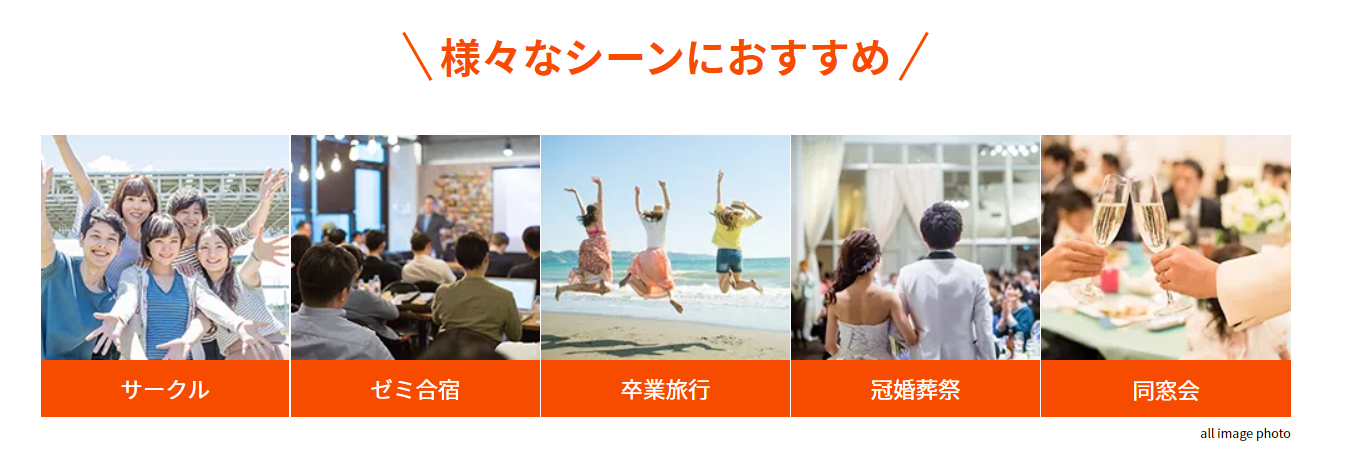 様々なシーンにおすすめ
サークル
ゼミ合宿
卒業旅行
冠婚葬祭
同窓会
all image photo